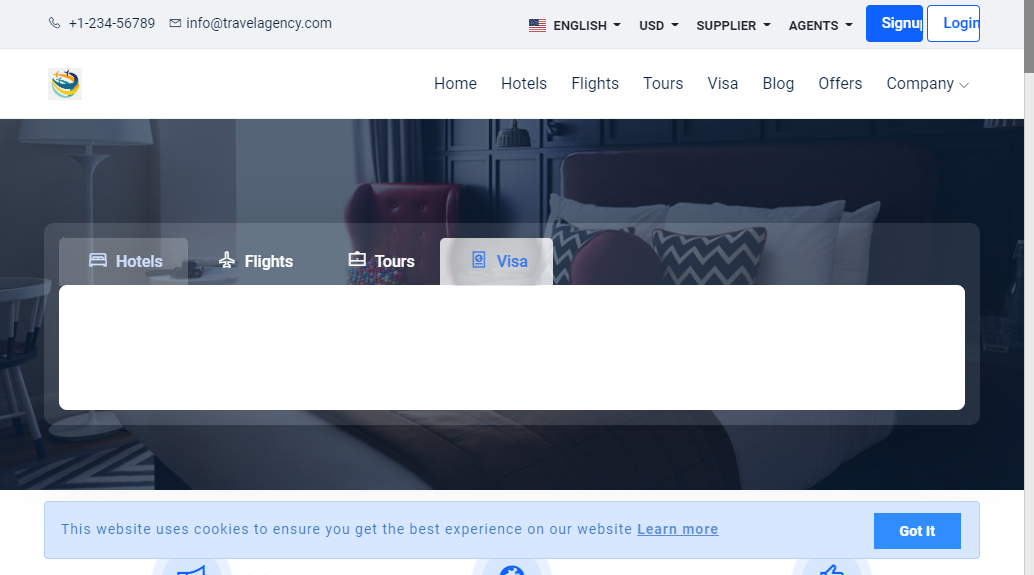 +1-234-56789 info@travelagency.com ENGLISH USD SUPPLIER AGENTS Signup Login
Home Hotels Flights Tours Visa Blog Offers Company
Hotels Flights Tours Visa
This website uses cookies to ensure you get the best experience on our website Learn more
Got It